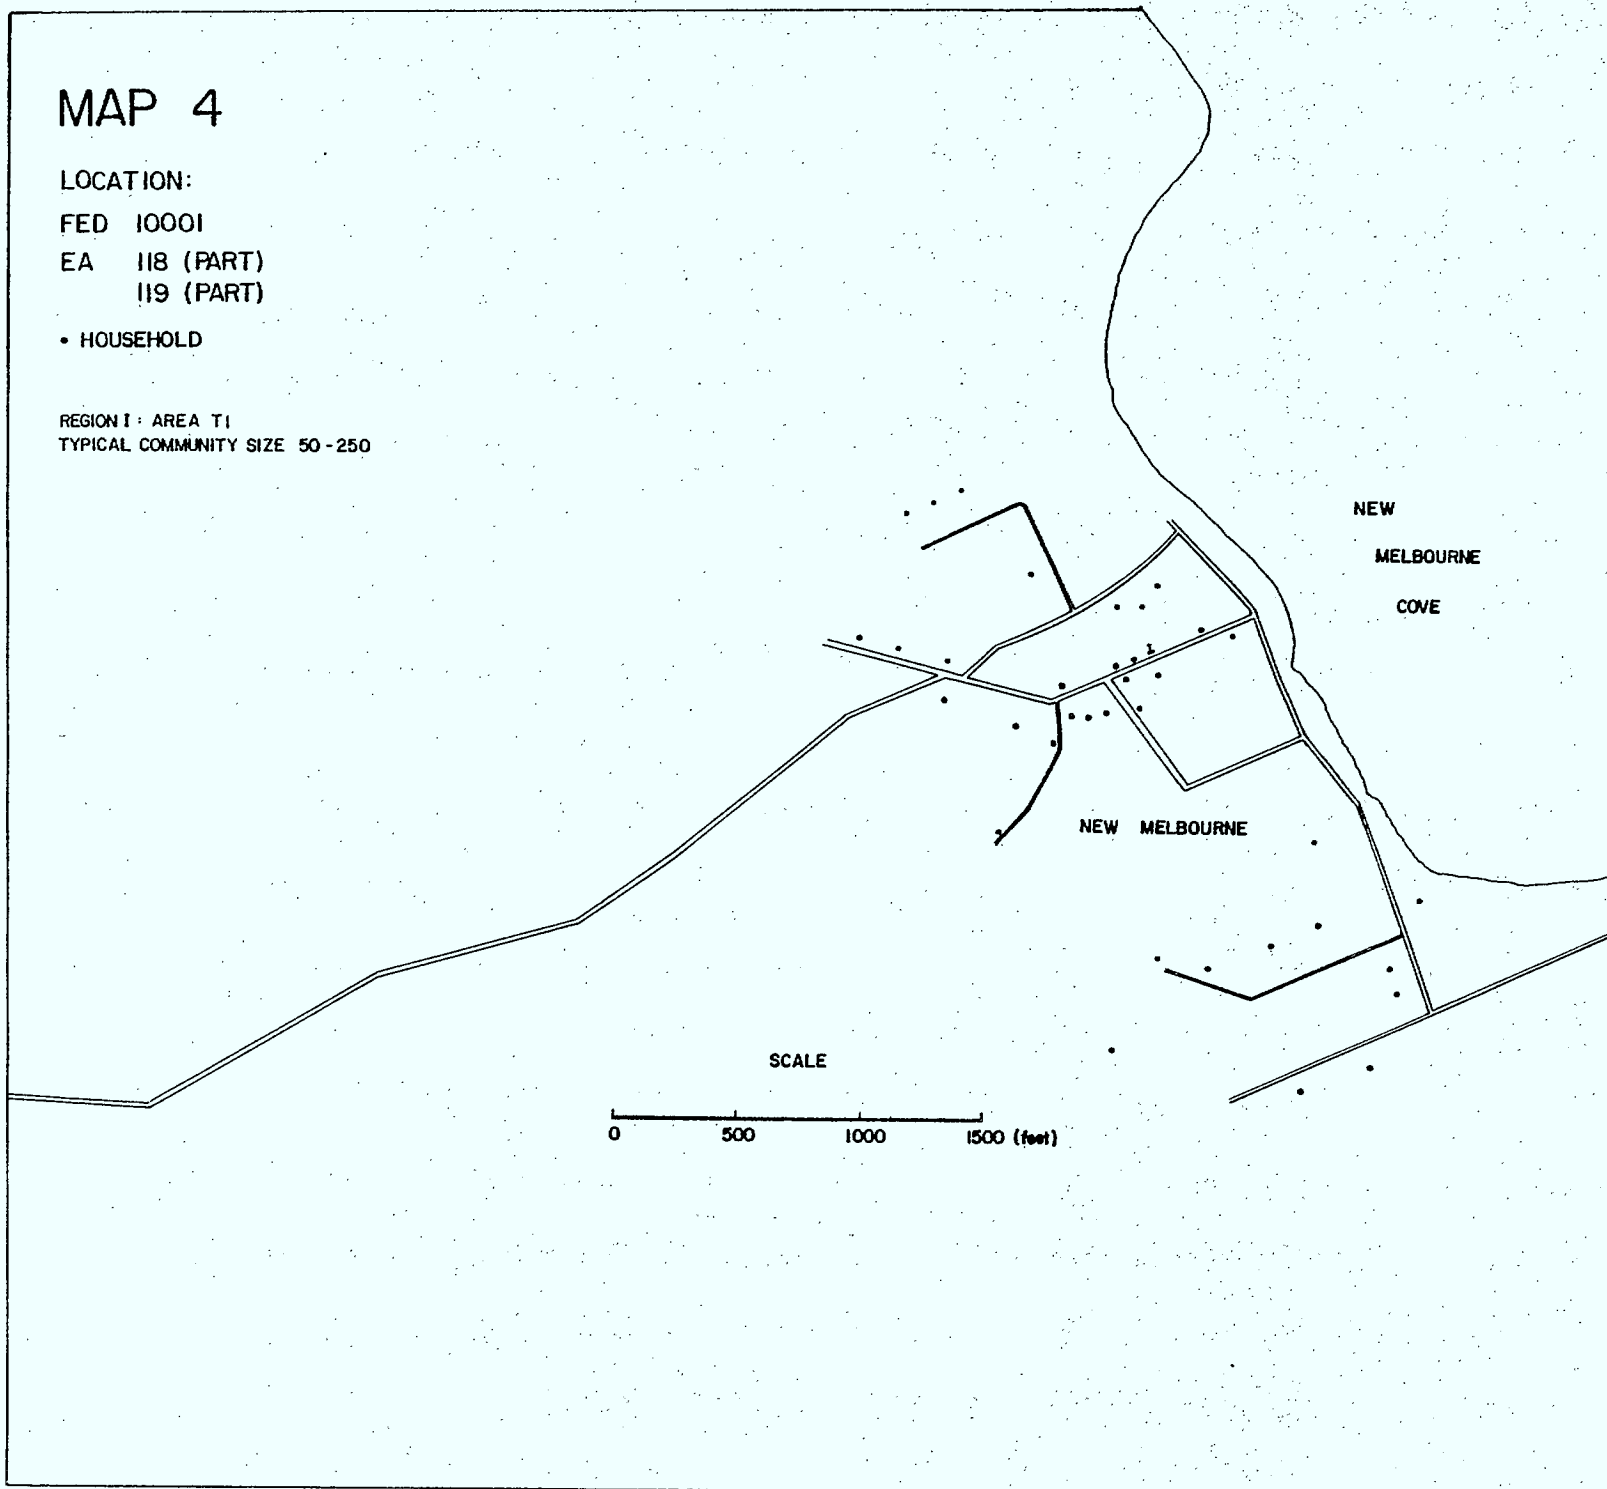 MAP 4
LOCATION:
FED 10001
EA 118 (PART)
119 (PART)
• HOUSEHOLD
REGION I : AREA T1
TYPICAL COMMUNITY SIZE 50-250
NEW
MELBOURNE
COVE
I
NEW MELBOURNE
SCALE
0 500 1000 1500 (feet)